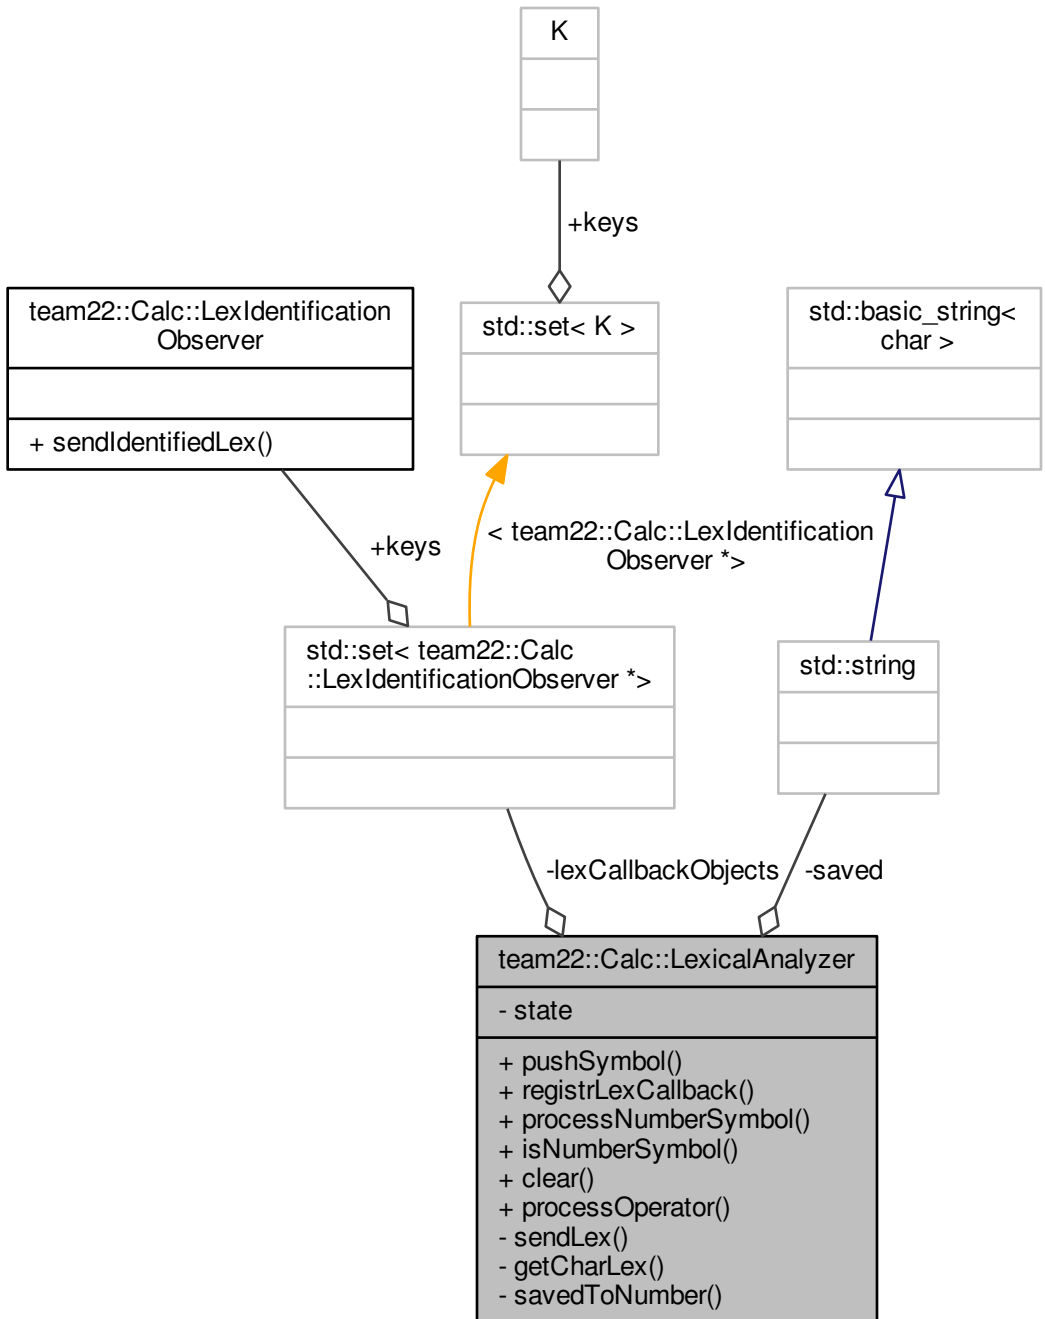 K
+keys
team22::Calc::LexIdentification
Observer
+ sendIdentifiedLex()
std::set< K >
std::basic_string<
char >
+keys
< team22::Calc::LexIdentification
Observer *>
std::set< team22::Calc
::LexIdentificationObserver *>
std::string
-lexCallbackObjects
-saved
team22::Calc::LexicalAnalyzer
- state
+ pushSymbol()
+ registrLexCallback()
+ processNumberSymbol()
+ isNumberSymbol()
+ clear()
+ processOperator()
- sendLex()
- getCharLex()
- savedToNumber()